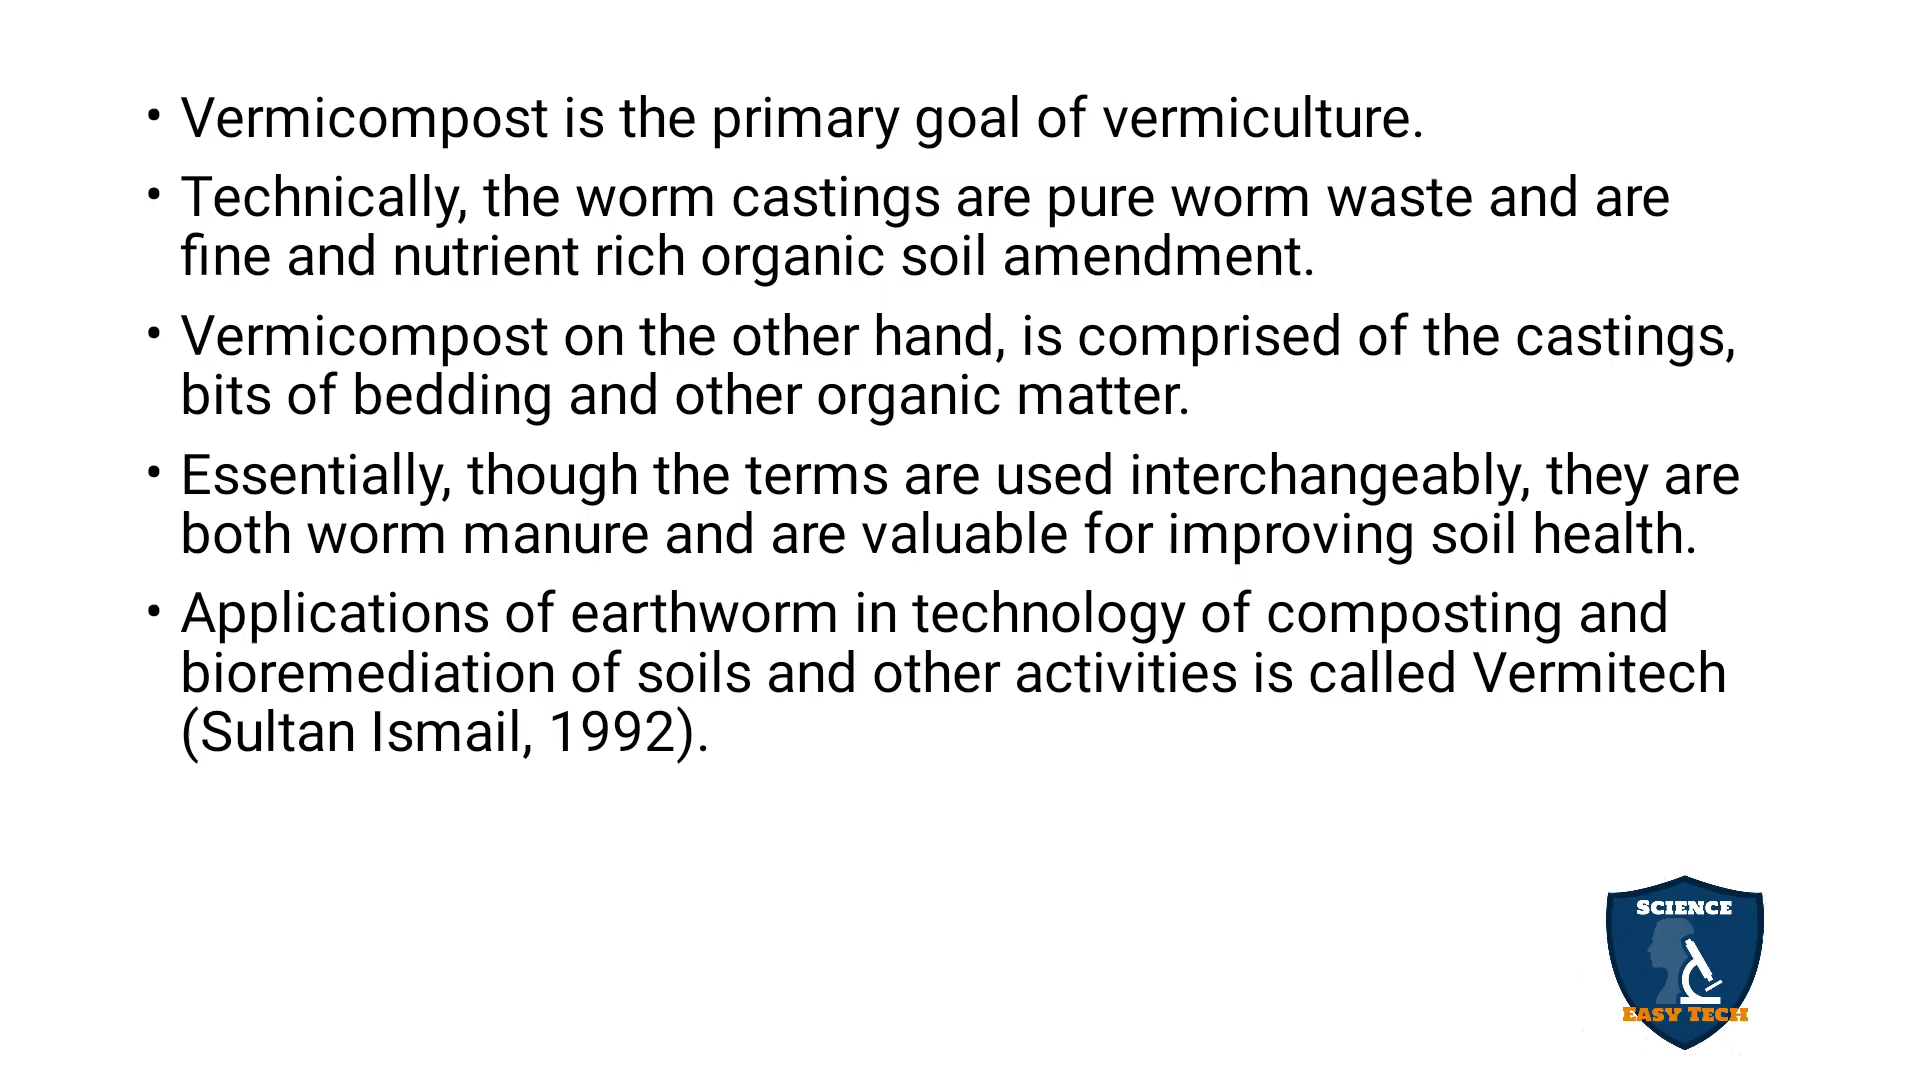 • Vermicompost is the primary goal of vermiculture.
• Technically, the worm castings are pure worm waste and are
fine and nutrient rich organic soil amendment.
• Vermicompost on the other hand, is comprised of the castings,
bits of bedding and other organic matter.
• Essentially, though the terms are used interchangeably, they are
both worm manure and are valuable for improving soil health.
• Applications of earthworm in technology of composting and
bioremediation of soils and other activities is called Vermitech
(Sultan Ismail, 1992).
SCIENCE
EASY TECH